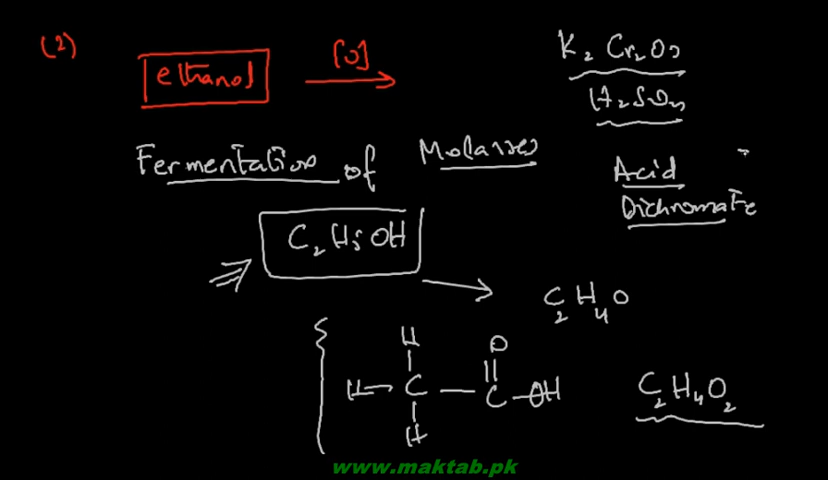 (2)
ethanol [O] K2Cr2O7
H2SO4
Fermentation of Molasses
Acid
Dichromate
C2H5OH
C2H4O
H O
H-C-C-OH C2H4O2
H
www.maktab.pk